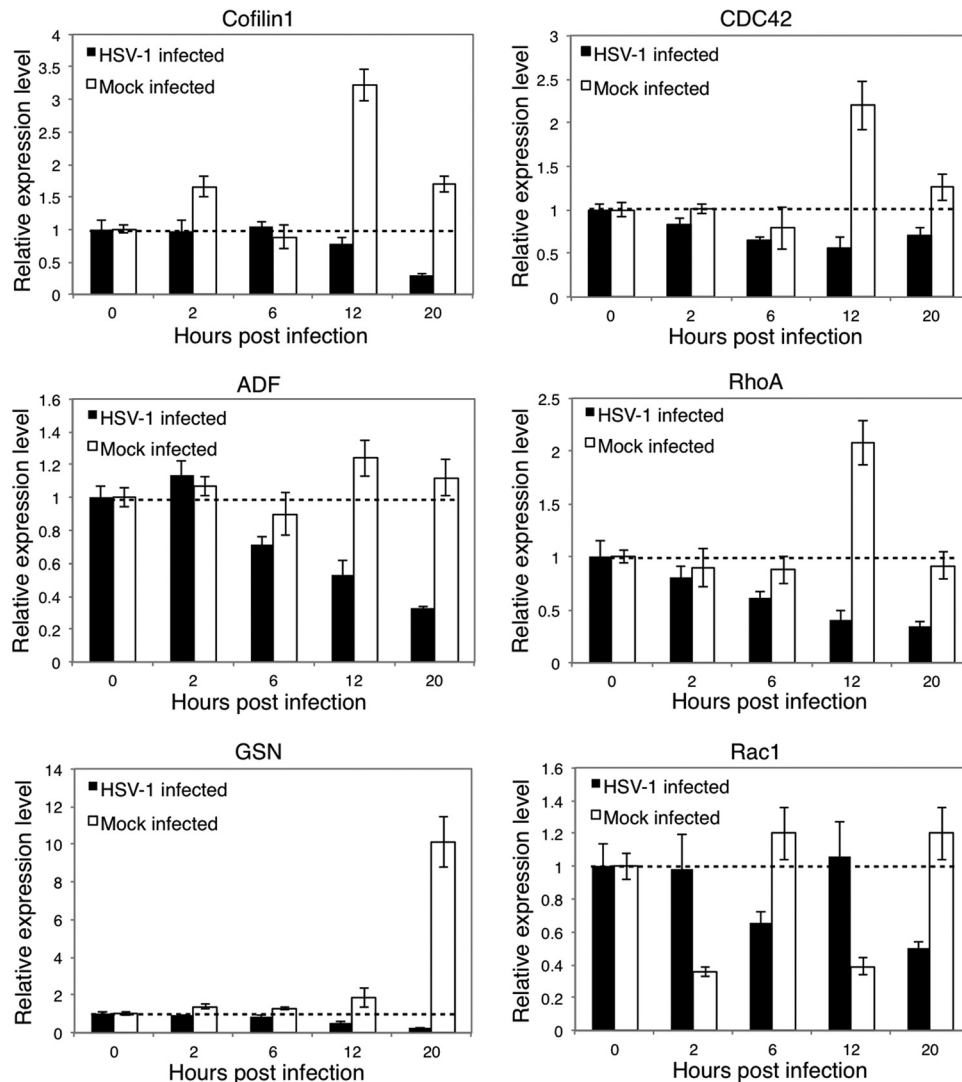 Cofilin1
Relative expression level
HSV-1 infected
Mock infected
4
3.5
3
2.5
2
1.5
1
0.5
0
0 2 6 12 20
Hours post infection
CDC42
Relative expression level
HSV-1 infected
Mock infected
3
2.5
2
1.5
1
0.5
0
0 2 6 12 20
Hours post infection
ADF
Relative expression level
HSV-1 infected
Mock infected
1.6
1.4
1.2
1
0.8
0.6
0.4
0.2
0
0 2 6 12 20
Hours post infection
RhoA
Relative expression level
HSV-1 infected
Mock infected
2.5
2
1.5
1
0.5
0
0 2 6 12 20
Hours post infection
GSN
Relative expression level
HSV-1 infected
Mock infected
14
12
10
8
6
4
2
0
0 2 6 12 20
Hours post infection
Rac1
Relative expression level
HSV-1 infected
Mock infected
1.6
1.4
1.2
1
0.8
0.6
0.4
0.2
0
0 2 6 12 20
Hours post infection